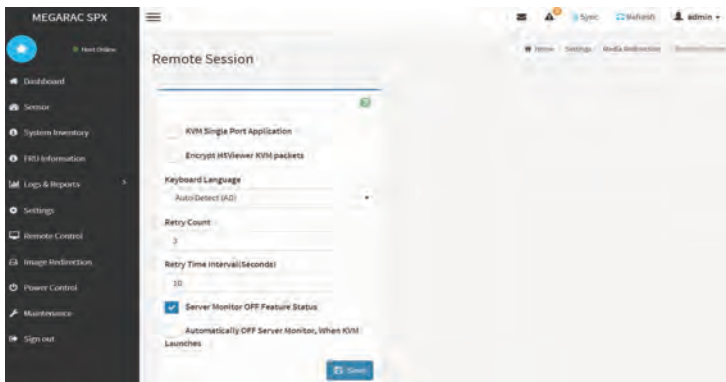 MEGARAC SPX
Sync
Refresh
admin
Host Online
Home
Settings
Media Redirection
Remote Session
Dashboard
Sensor
System Inventory
FRU Information
Logs & Reports
Settings
Remote Control
Image Redirection
Power Control
Maintenance
Sign out
KVM Single Port Application
Encrypt H5Viewer KVM packets
Keyboard Language
Auto-Detect (AD)
Retry Count
3
Retry Time Interval(Seconds)
10
Server Monitor OFF Feature Status
Automatically OFF Server Monitor, When KVM
Launches
Save